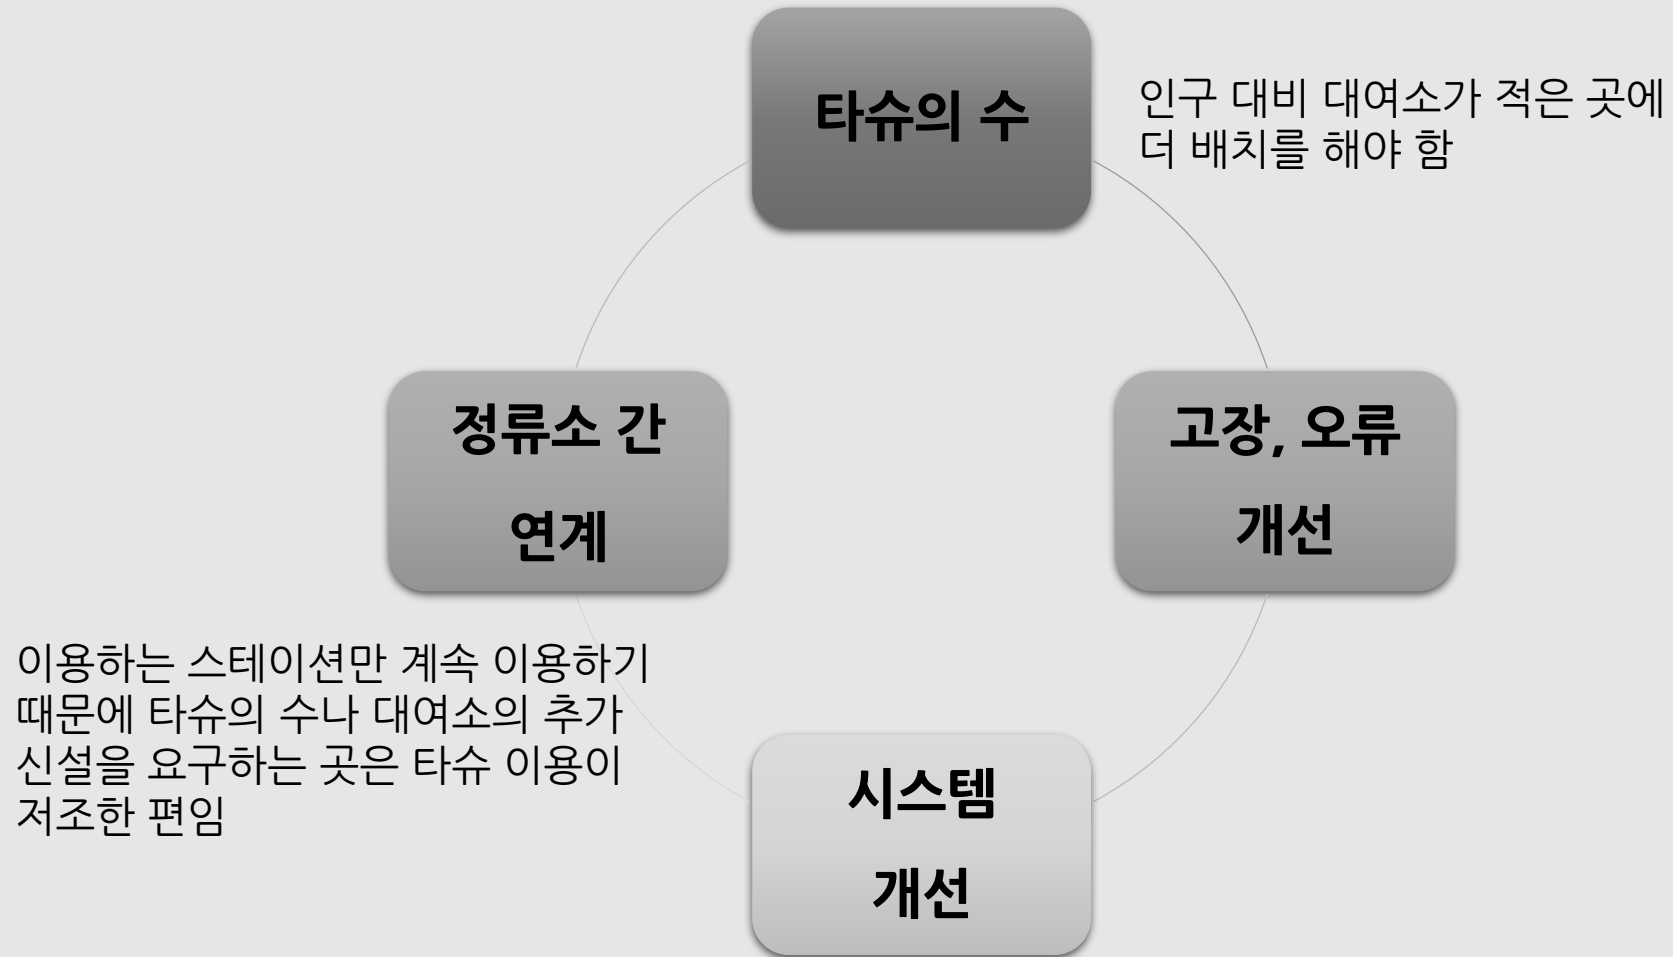 타슈의 수
인구 대비 대여소가 적은 곳에
더 배치를 해야 함
정류소 간
연계
고장, 오류
개선
이용하는 스테이션만 계속 이용하기
때문에 타슈의 수나 대여소의 추가
신설을 요구하는 곳은 타슈 이용이
저조한 편임
시스템
개선